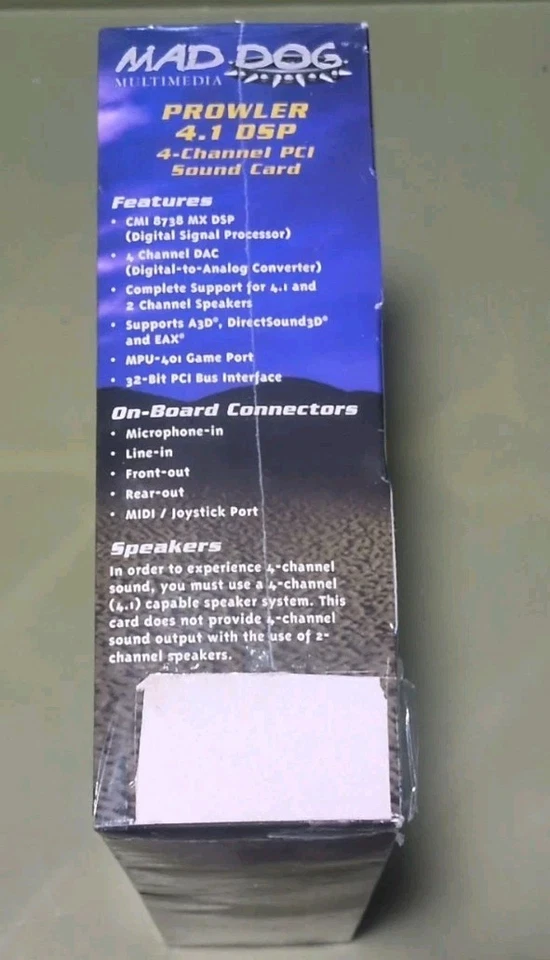 MAD DOG
MULTIMEDIA
PROWLER
4.1 DSP
4-Channel PCI
Sound Card
Features
• CMI 8738 MX DSP
(Digital Signal Processor)
• 4 Channel DAC
(Digital-to-Analog Converter)
• Complete Support for 4.1 and
2 Channel Speakers
• Supports A3D®, DirectSound3D®
and EAX®
• MPU-401 Game Port
• 32-Bit PCI Bus Interface
On-Board Connectors
• Microphone-in
• Line-in
• Front-out
• Rear-out
• MIDI / Joystick Port
Speakers
In order to experience 4-channel
sound, you must use a 4-channel
(4.1) capable speaker system. This
card does not provide 4-channel
sound output with the use of 2-
channel speakers.